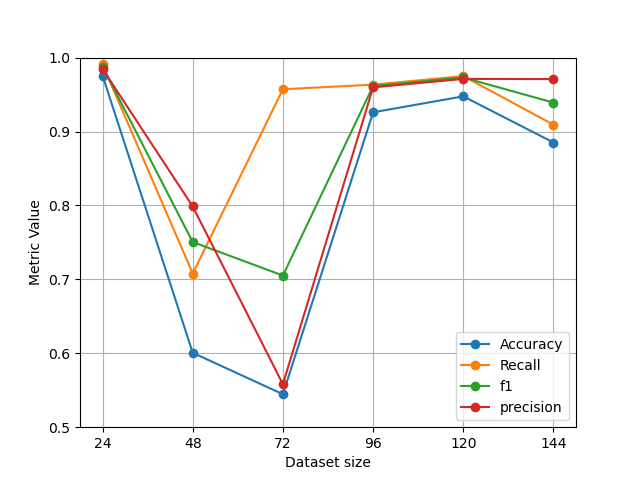 1.0
0.9
0.8
0.7
0.6
0.5
Metric Value
24 48 72 96 120 144
Dataset size
Accuracy
Recall
f1
precision